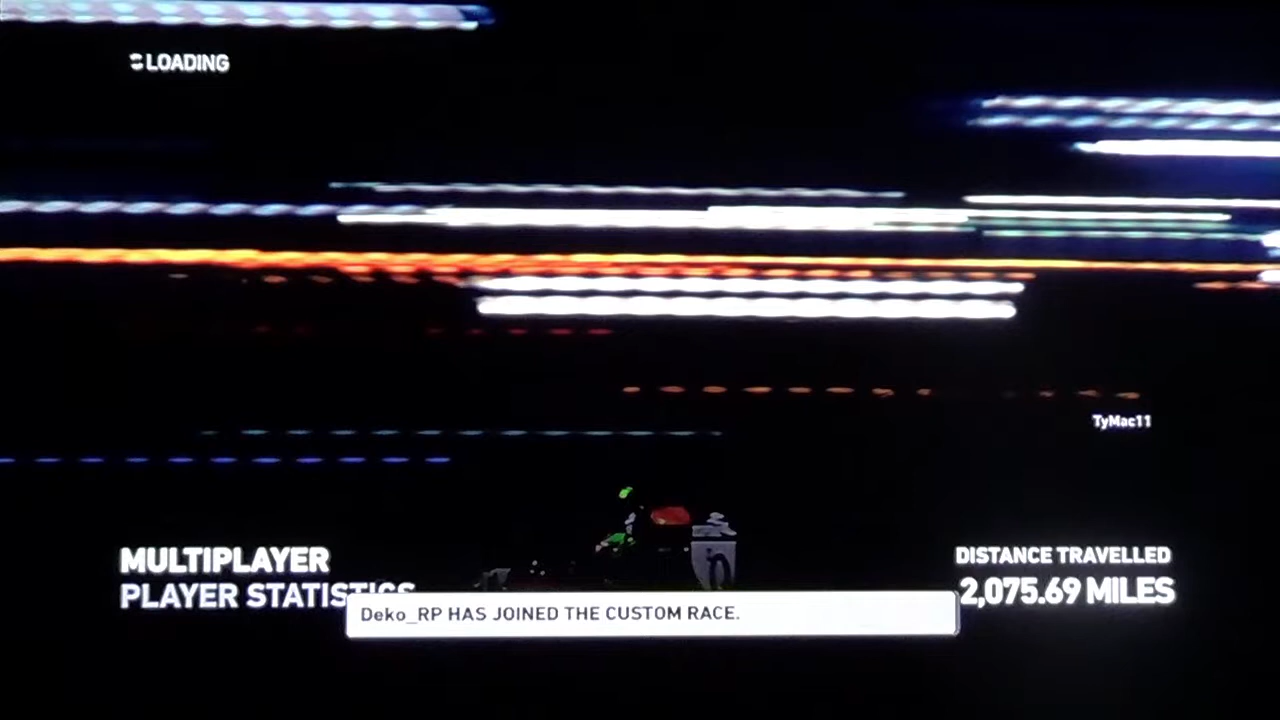 LOADING
TyMac11
MULTIPLAYER
PLAYER STATISTICS
DISTANCE TRAVELLED
2,075.69 MILES
Deko_RP HAS JOINED THE CUSTOM RACE.